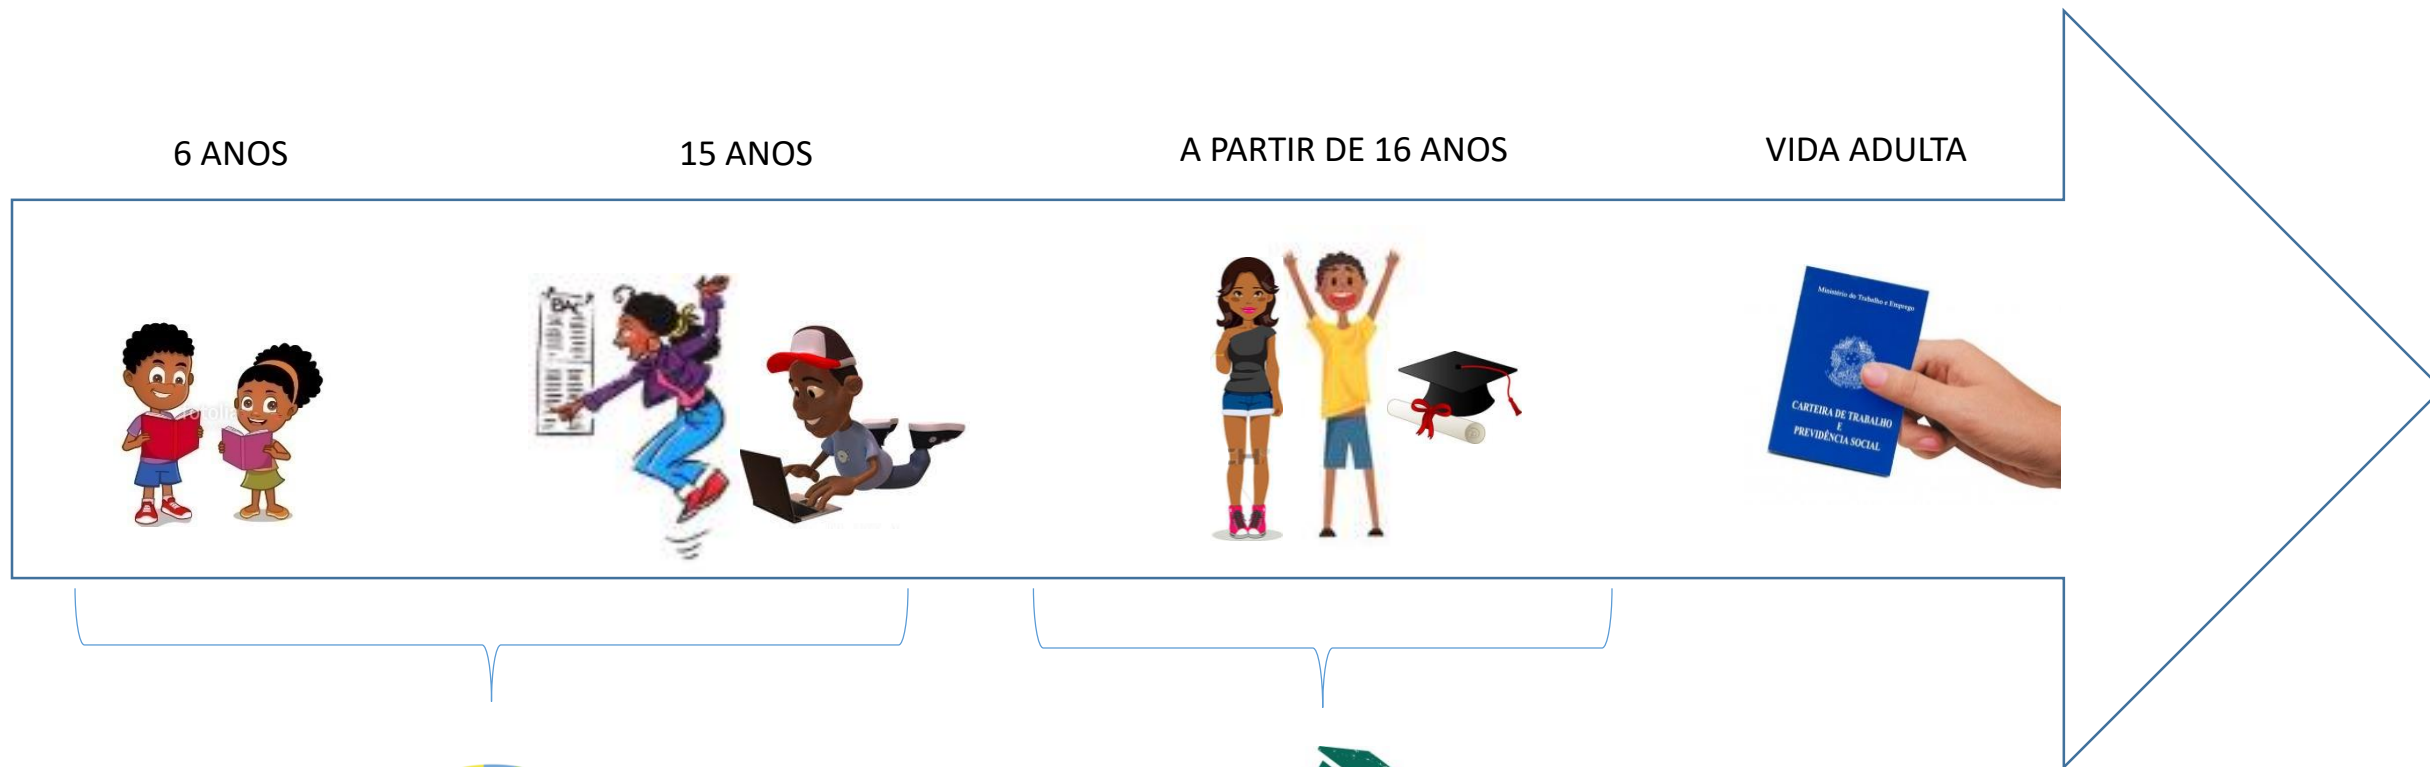 6 ANOS
15 ANOS
A PARTIR DE 16 ANOS
VIDA ADULTA
Ministério do Trabalho e Emprego
CARTEIRA DE TRABALHO
E
PREVIDÊNCIA SOCIAL